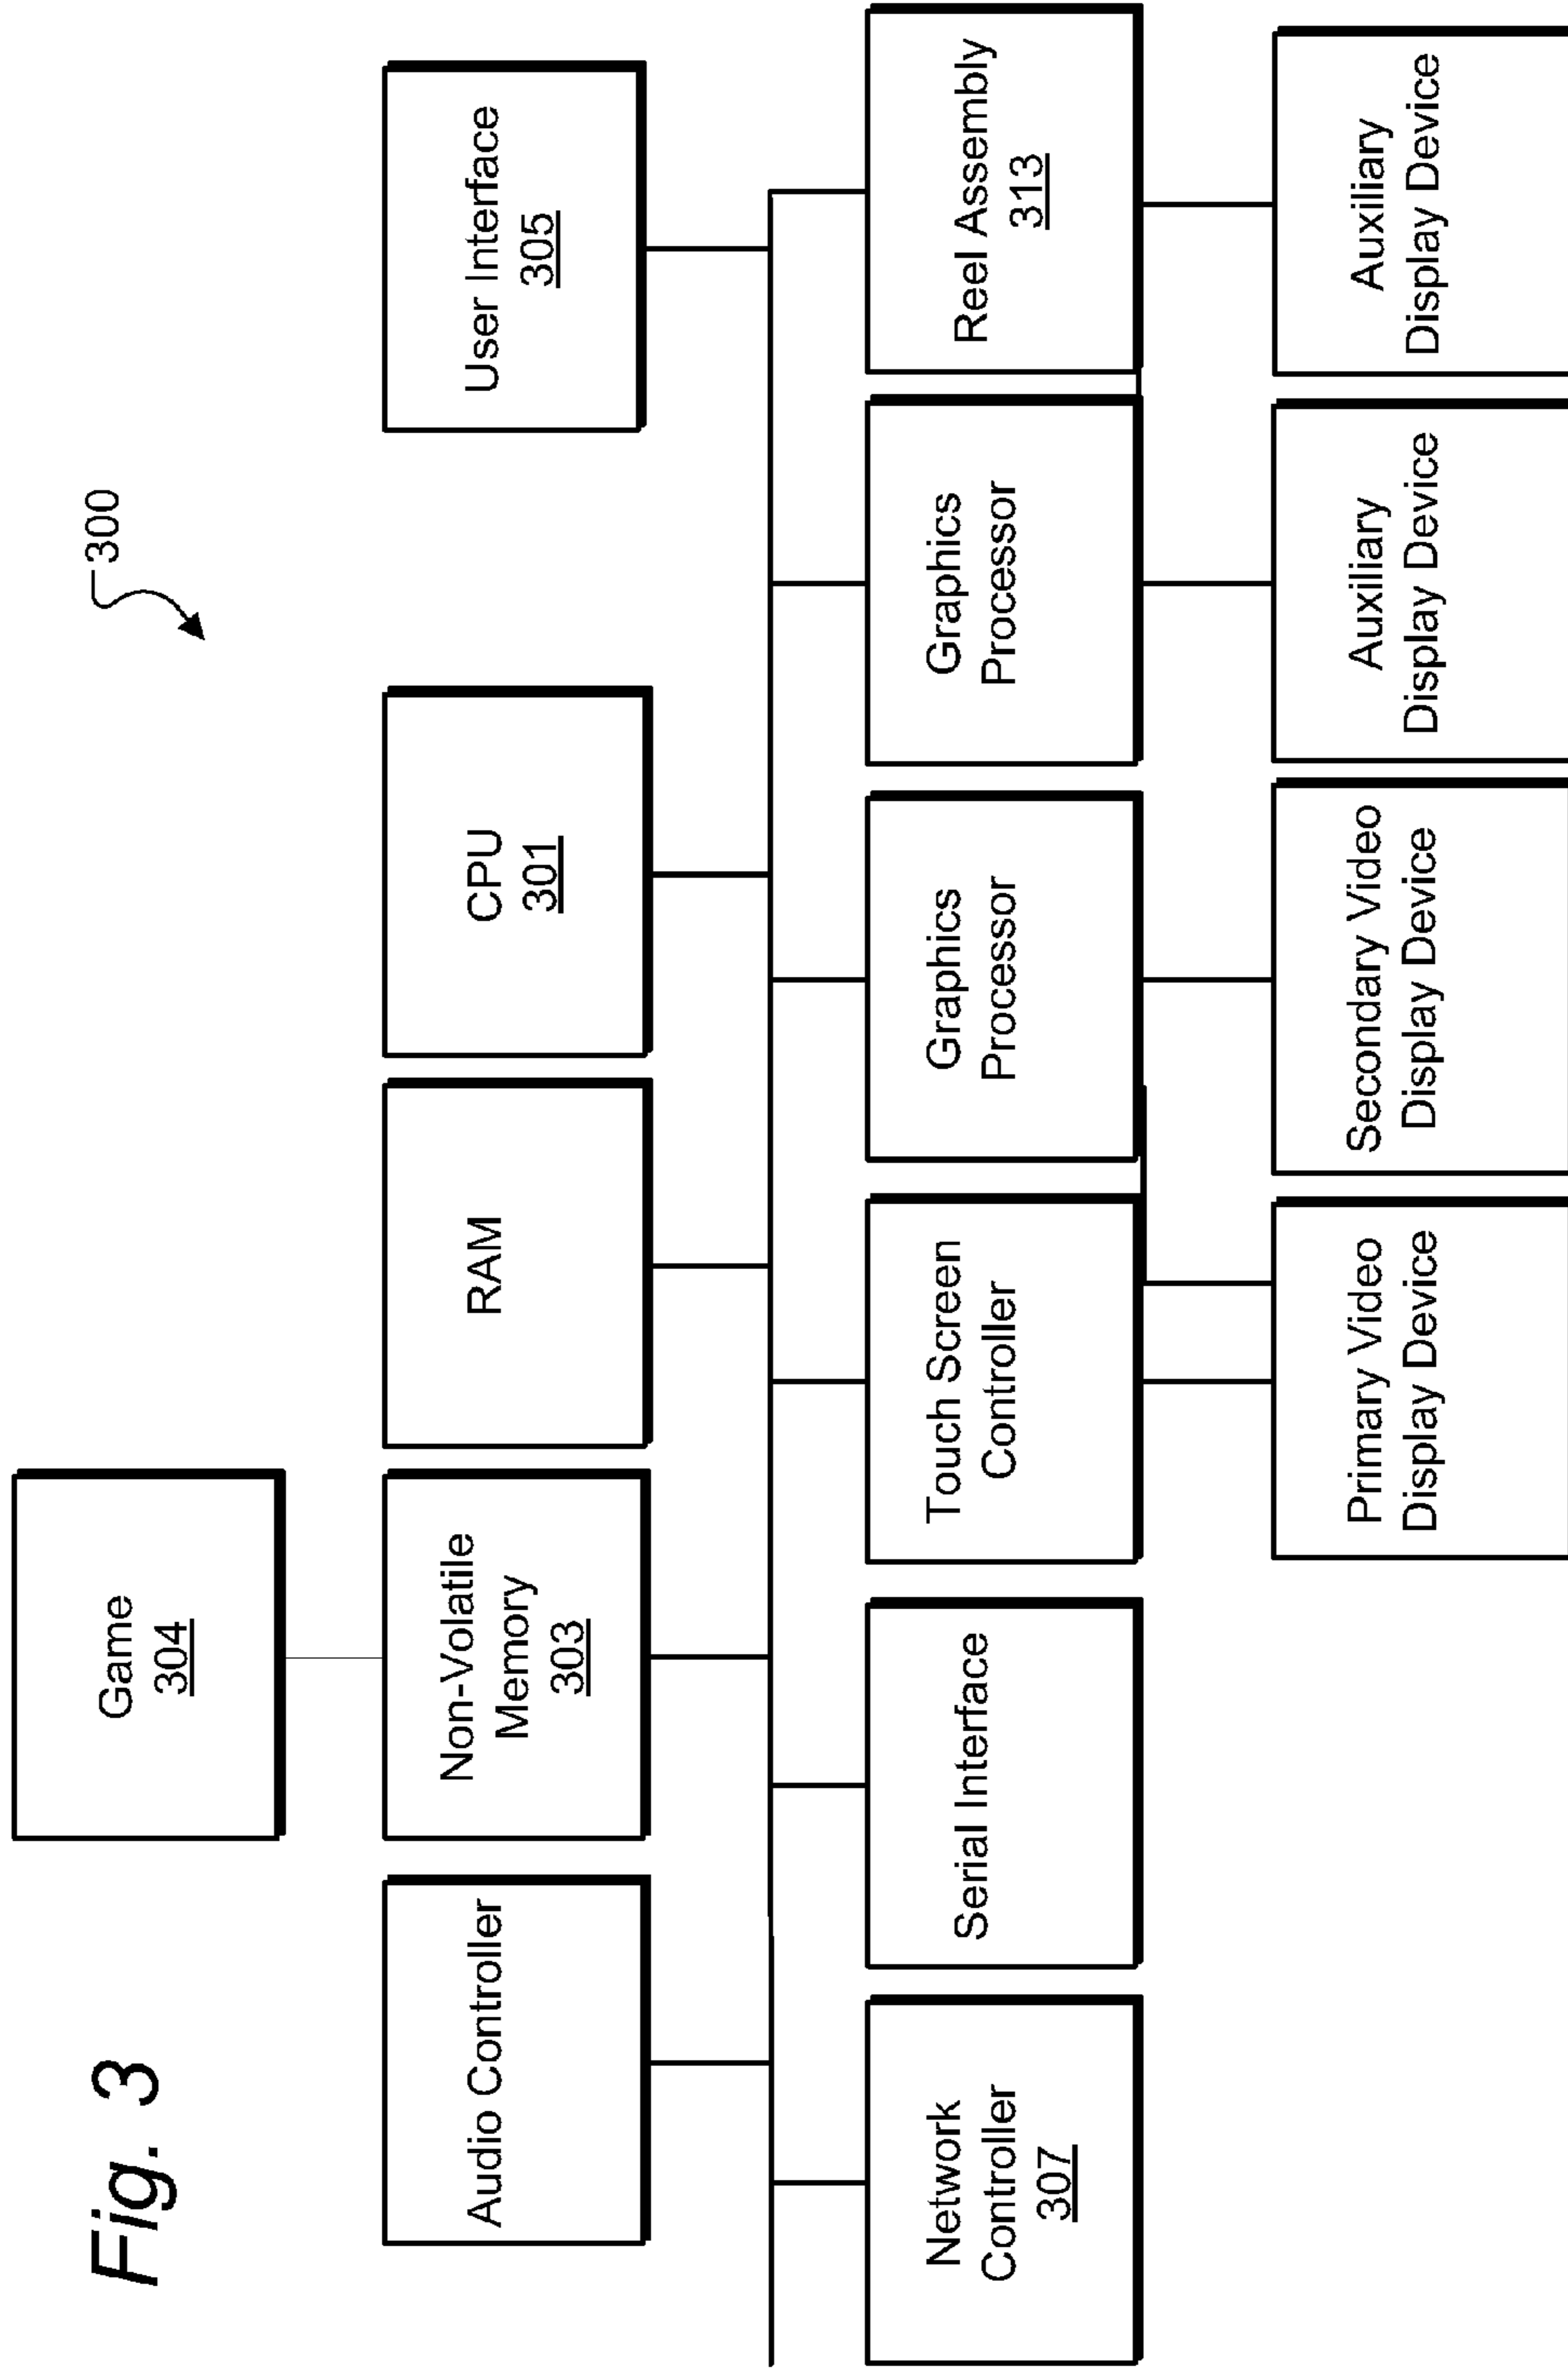 Fig. 3
300
Game
304
Audio Controller
Non-Volatile
Memory
303
RAM
CPU
301
User Interface
305
Network
Controller
307
Serial Interface
Touch Screen
Controller
Graphics
Processor
Graphics
Processor
Reel Assembly
313
Primary Video
Display Device
Secondary Video
Display Device
Auxiliary
Display Device
Auxiliary
Display Device